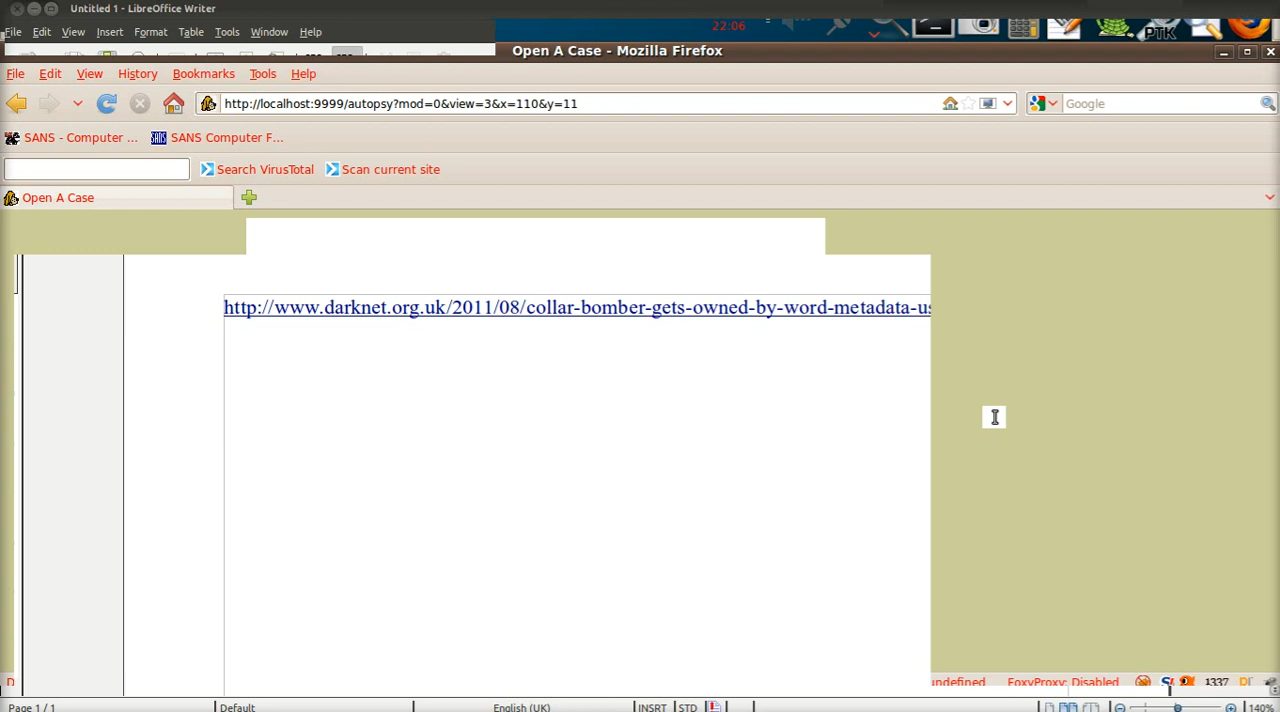 Untitled 1 - LibreOffice Writer
File Edit View Insert Format Table Tools Window Help
22:06
PTK
Open A Case - Mozilla Firefox
File Edit View History Bookmarks Tools Help
http://localhost:9999/autopsy?mod=0&view=3&x=110&y=11
Google
SANS - Computer ... SANS Computer F...
Search VirusTotal Scan current site
Open A Case
http://www.darknet.org.uk/2011/08/collar-bomber-gets-owned-by-word-metadata-us
D
undefined FoxyProxy: Disabled 1337
Page 1 / 1 Default English (UK) INSRT STD 140%